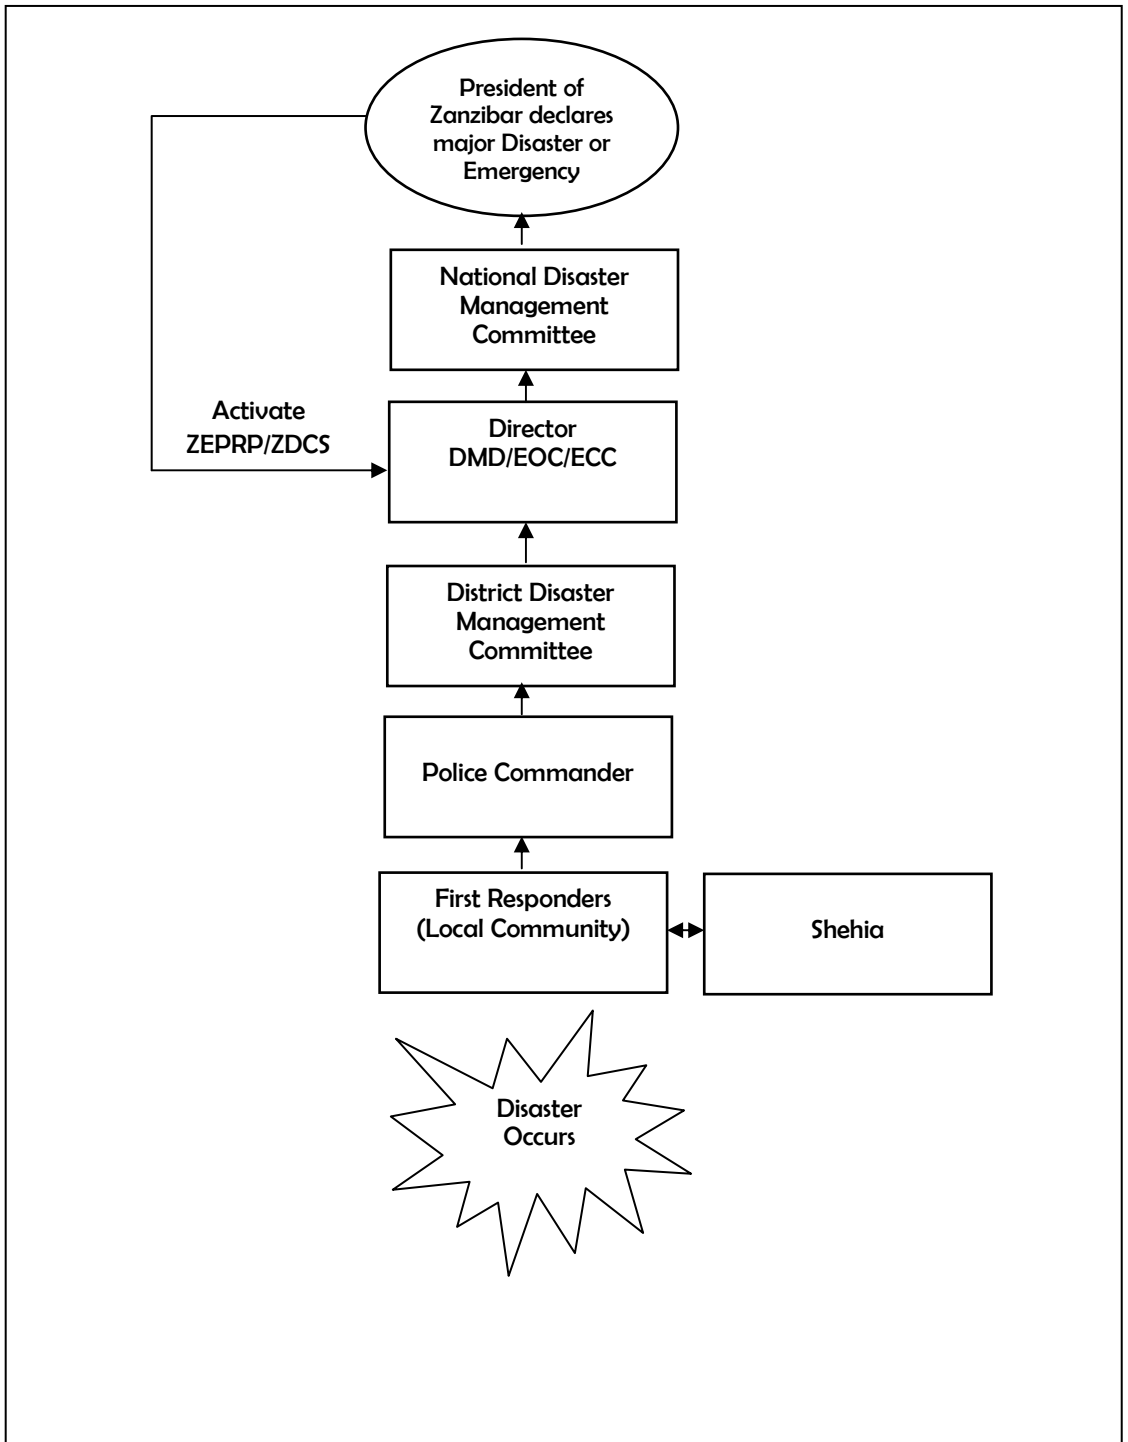 President of
Zanzibar declares
major Disaster or
Emergency
National Disaster
Management
Committee
Activate
ZEPRP/ZDCS
Director
DMD/EOC/ECC
District Disaster
Management
Committee
Police Commander
First Responders
(Local Community)
Shehia
Disaster
Occurs